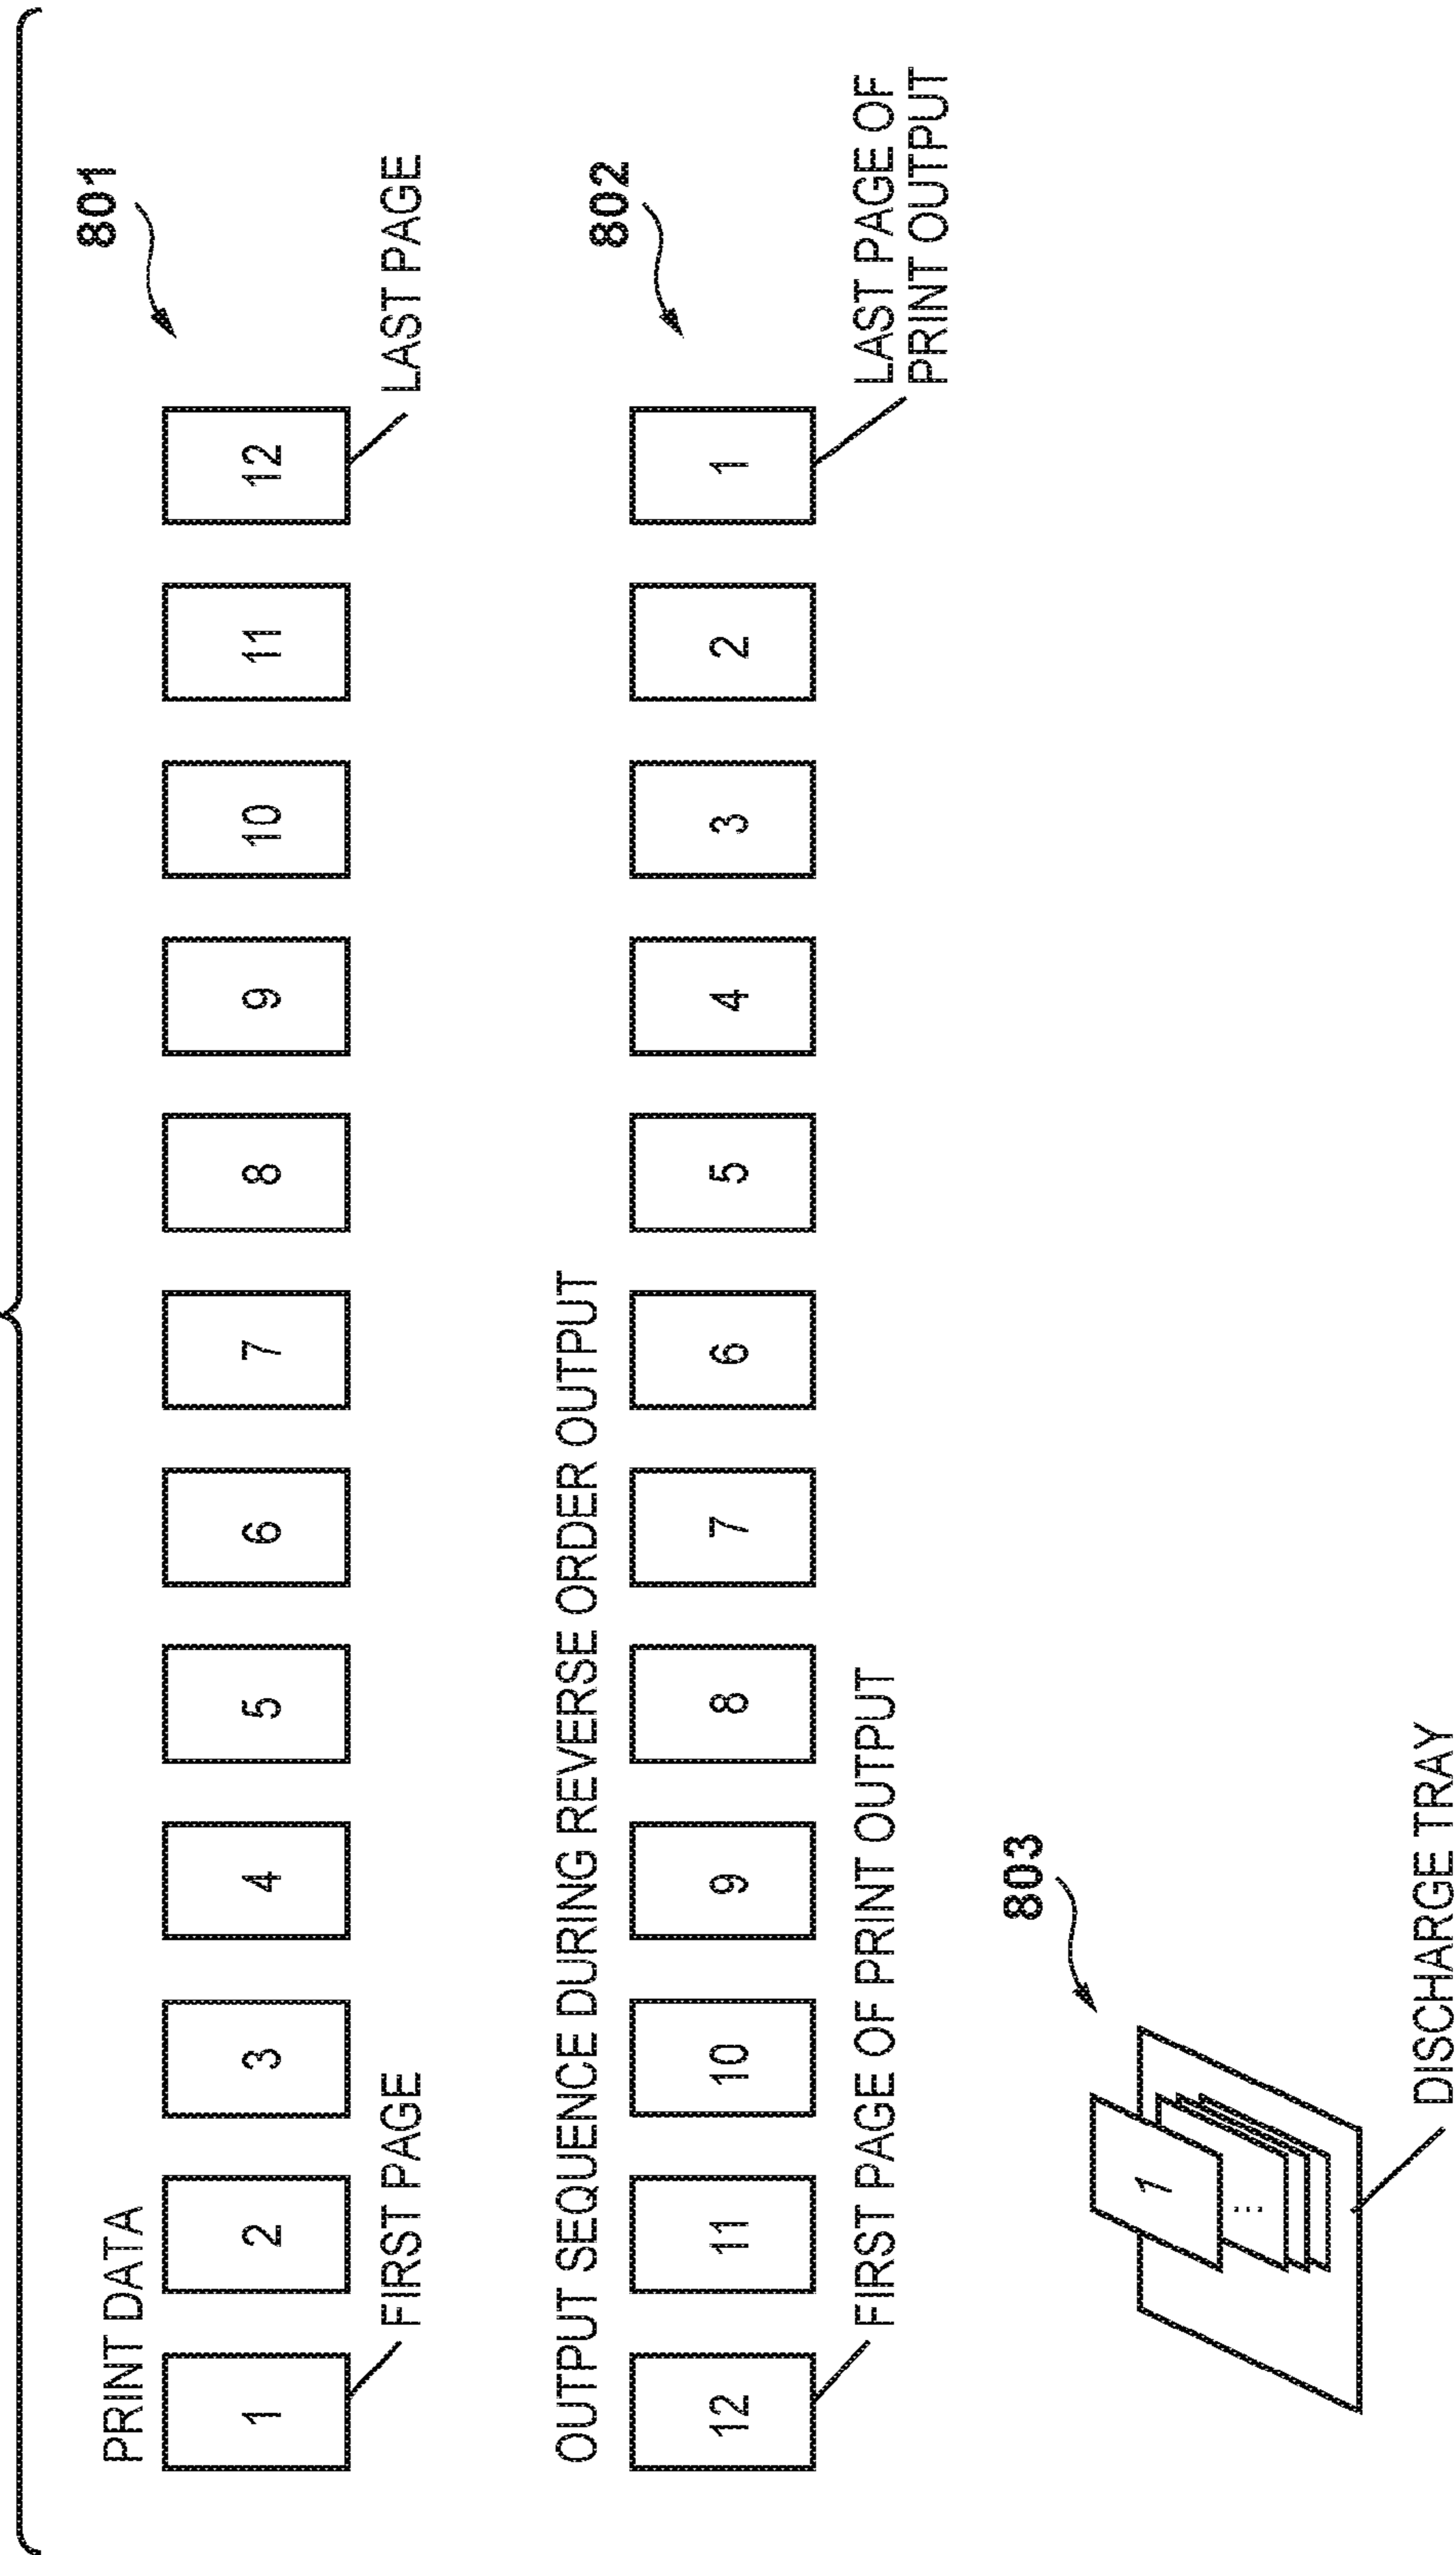 801
PRINT DATA
1 2 3 4 5 6 7 8 9 10 11 12
FIRST PAGE
LAST PAGE
802
OUTPUT SEQUENCE DURING REVERSE ORDER OUTPUT
12 11 10 9 8 7 6 5 4 3 2 1
FIRST PAGE OF PRINT OUTPUT
LAST PAGE OF
PRINT OUTPUT
803
1
...
DISCHARGE TRAY